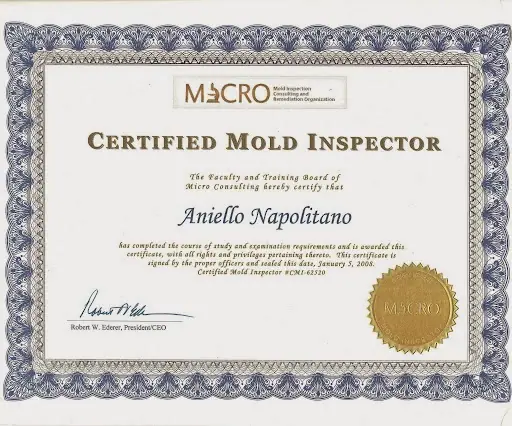 MICRO
Mold Inspection
Consulting and
Remediation Organization
CERTIFIED MOLD INSPECTOR
The Faculty and Training Board of
Micro Consulting hereby certify that
Aniello Napolitano
has completed the course of study and examination requirements and is awarded this
certificate, with all rights and privileges pertaining thereto. This certificate is
signed by the proper officers and sealed this date, January 5, 2008.
Certified Mold Inspector #CMI-62520
Robert W. Ederer
Robert W. Ederer, President/CEO
MICRO